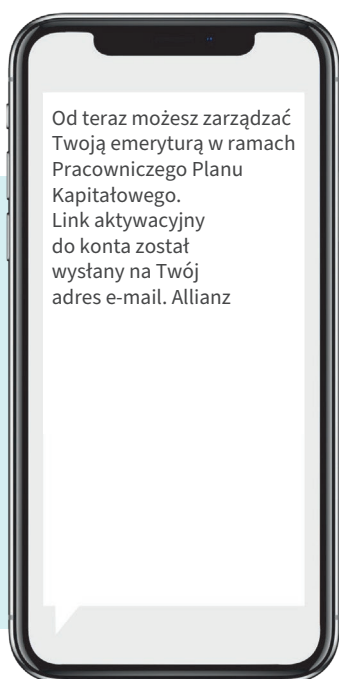 Od teraz możesz zarządzać
Twoją emeryturą w ramach
Pracowniczego Planu
Kapitałowego.
Link aktywacyjny
do konta został
wysłany na Twój
adres e-mail. Allianz